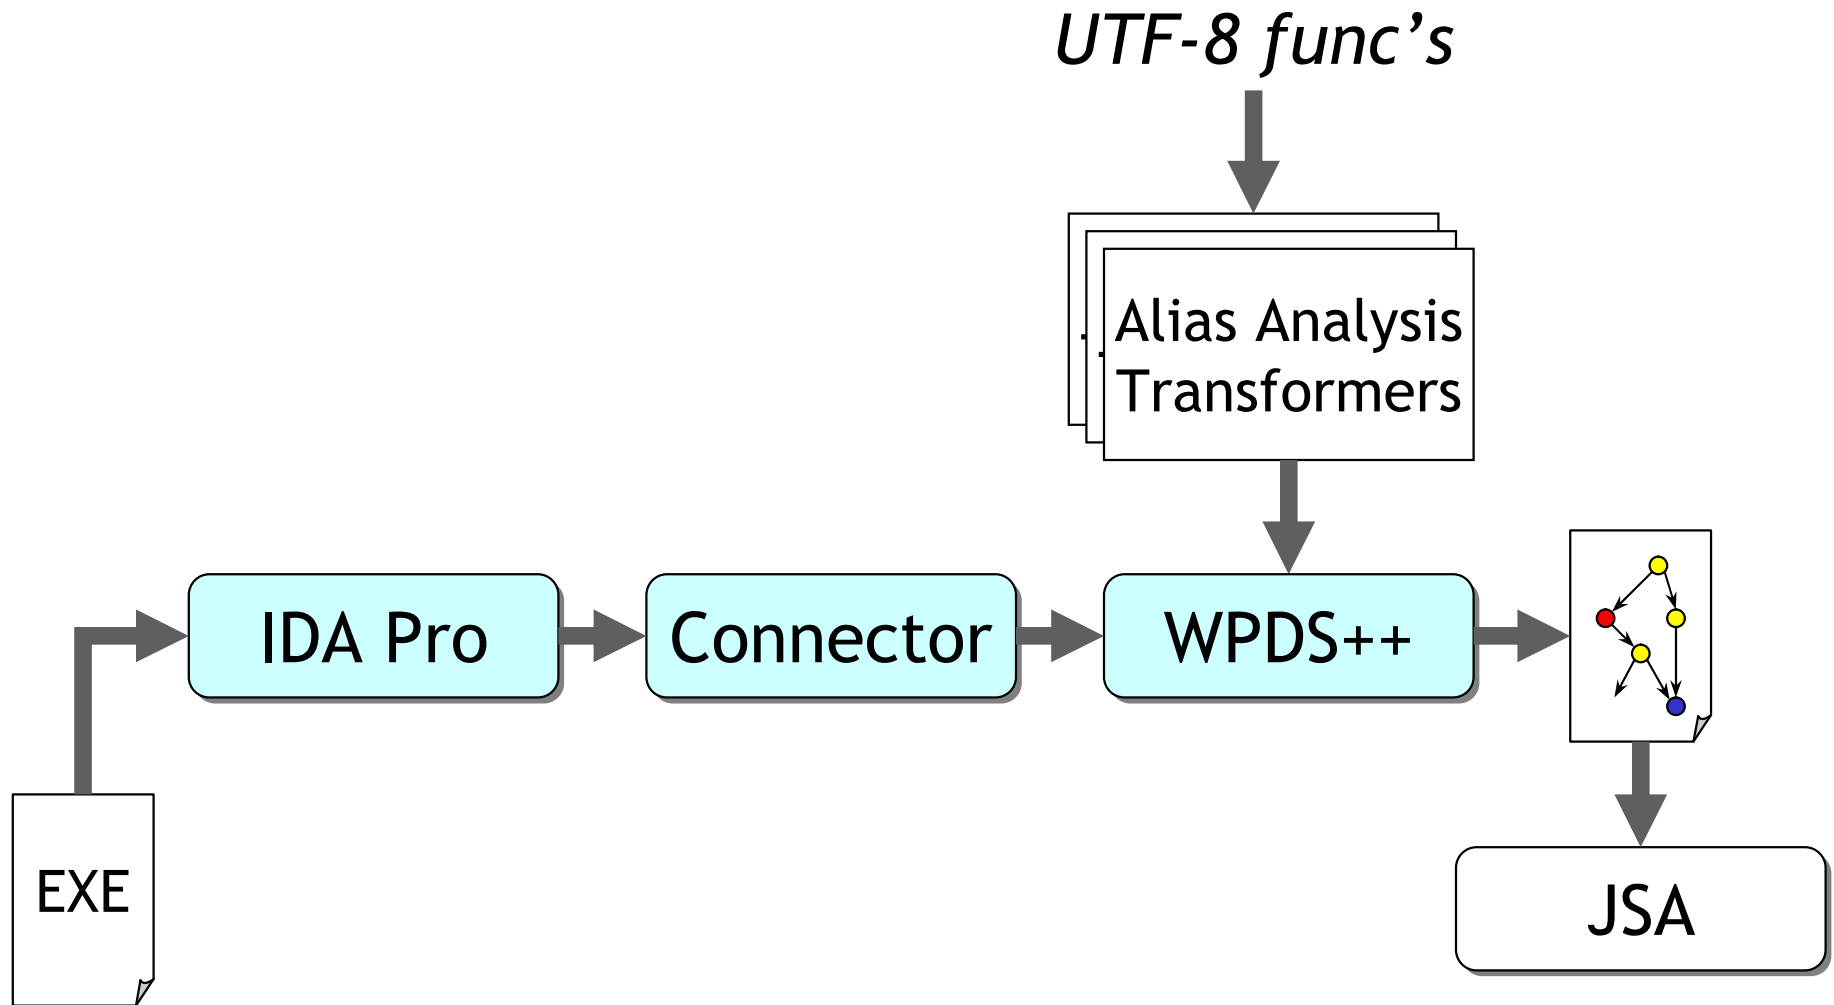 UTF-8 func’s
Alias Analysis
Transformers
IDA Pro
Connector
WPDS++
EXE
JSA